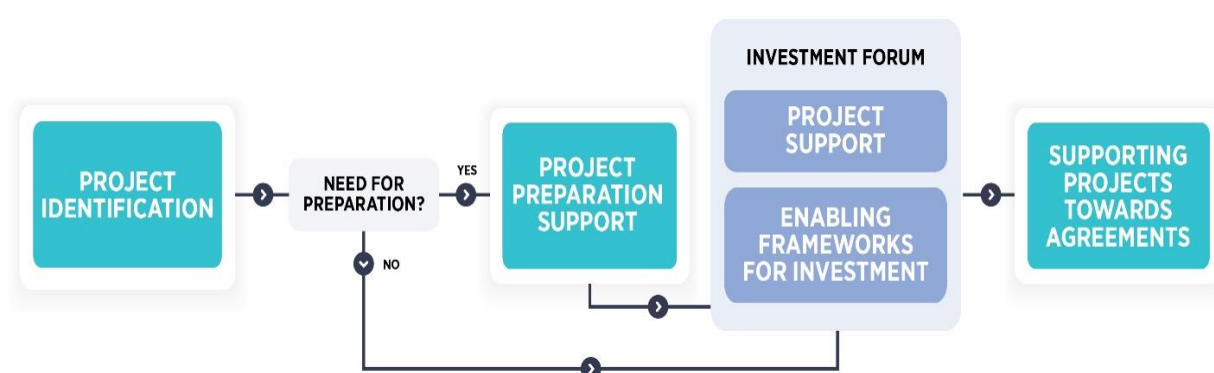 PROJECT
IDENTIFICATION
NEED FOR
PREPARATION?
YES
NO
PROJECT
PREPARATION
SUPPORT
INVESTMENT FORUM
PROJECT
SUPPORT
ENABLING
FRAMEWORKS
FOR INVESTMENT
SUPPORTING
PROJECTS
TOWARDS
AGREEMENTS